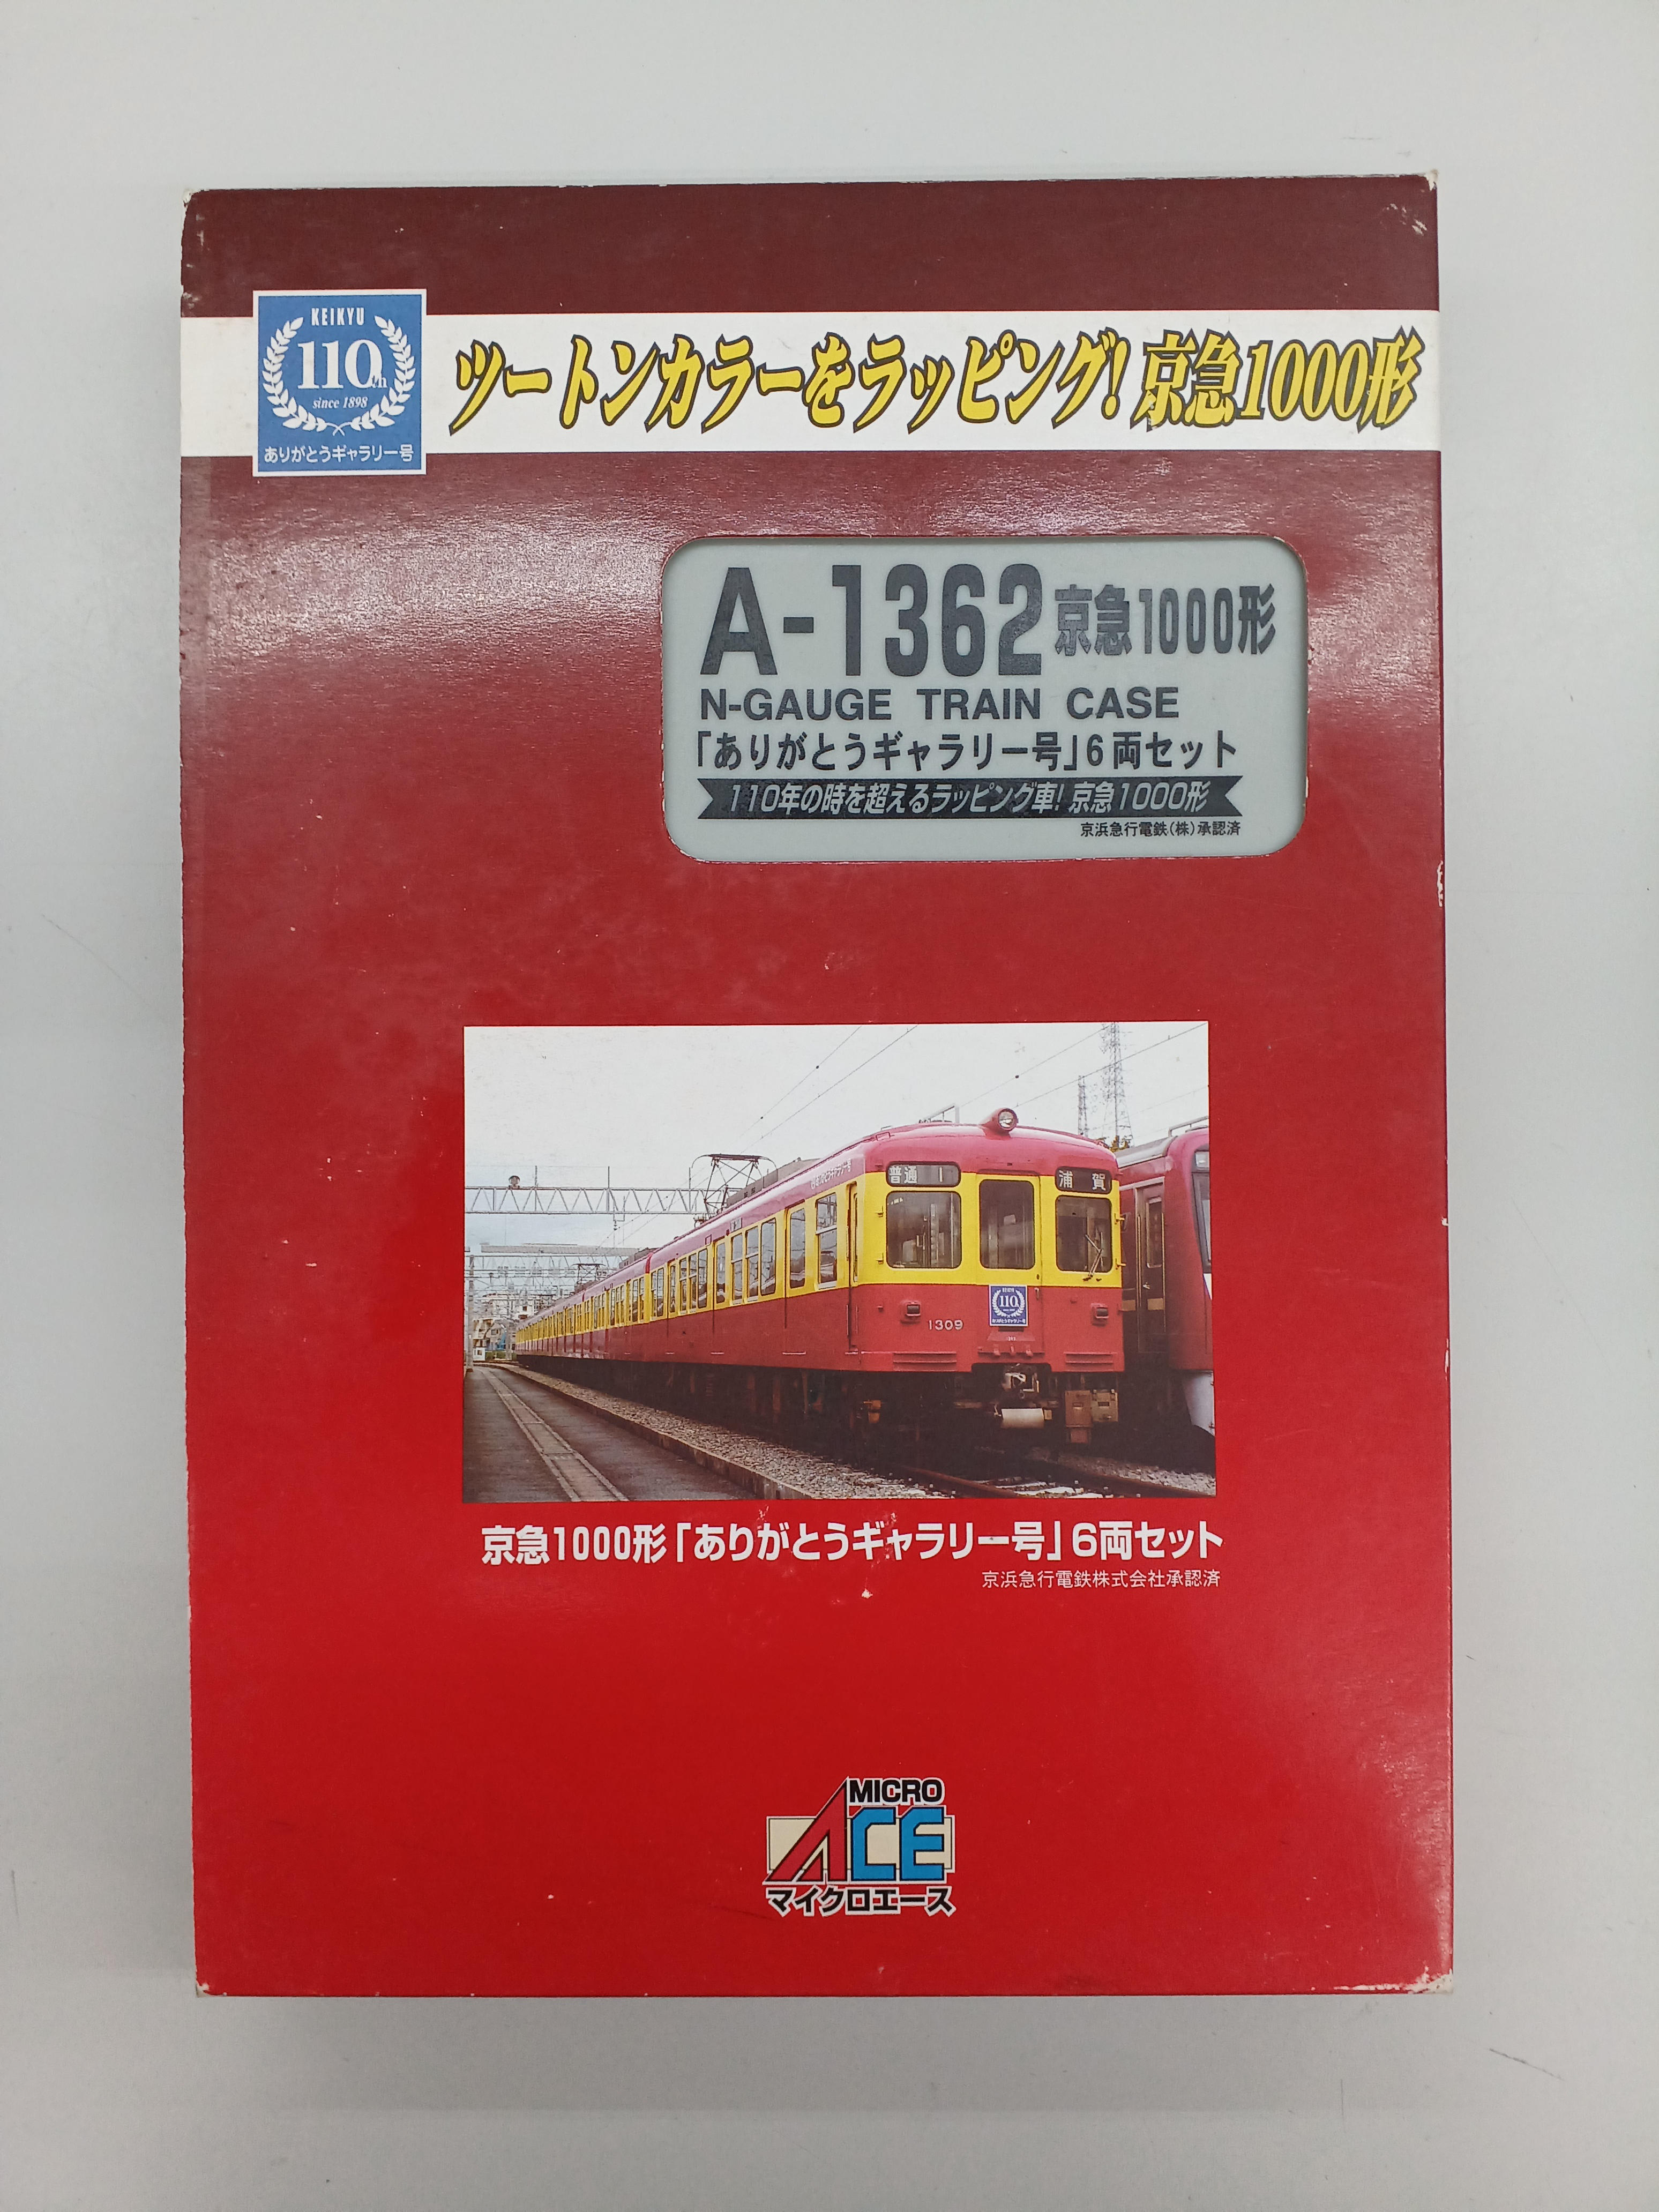 KEIKYU
110th
since 1898
ありがとうギャラリー号
ツートンカラーをラッピング!京急1000形
A-1362 京急1000形
N-GAUGE TRAIN CASE
「ありがとうギャラリー号」6両セット
110年の時を超えるラッピング車!京急1000形
京浜急行電鉄(株)承認済
普通
浦賀
110
1309
京急1000形「ありがとうギャラリー号」6両セット
京浜急行電鉄株式会社承認済
MICRO
ACE
マイクロエース